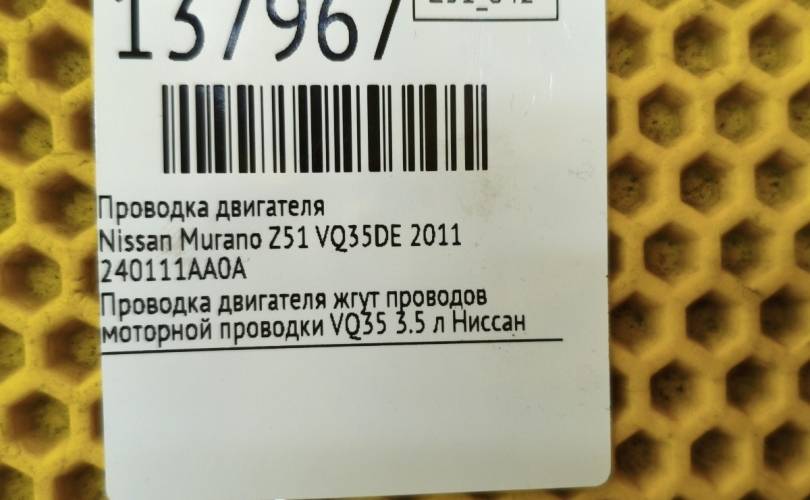 137967
Проводка двигателя
Nissan Murano Z51 VQ35DE 2011
240111AA0A
Проводка двигателя жгут проводов
моторной проводки VQ35 3.5 л Ниссан